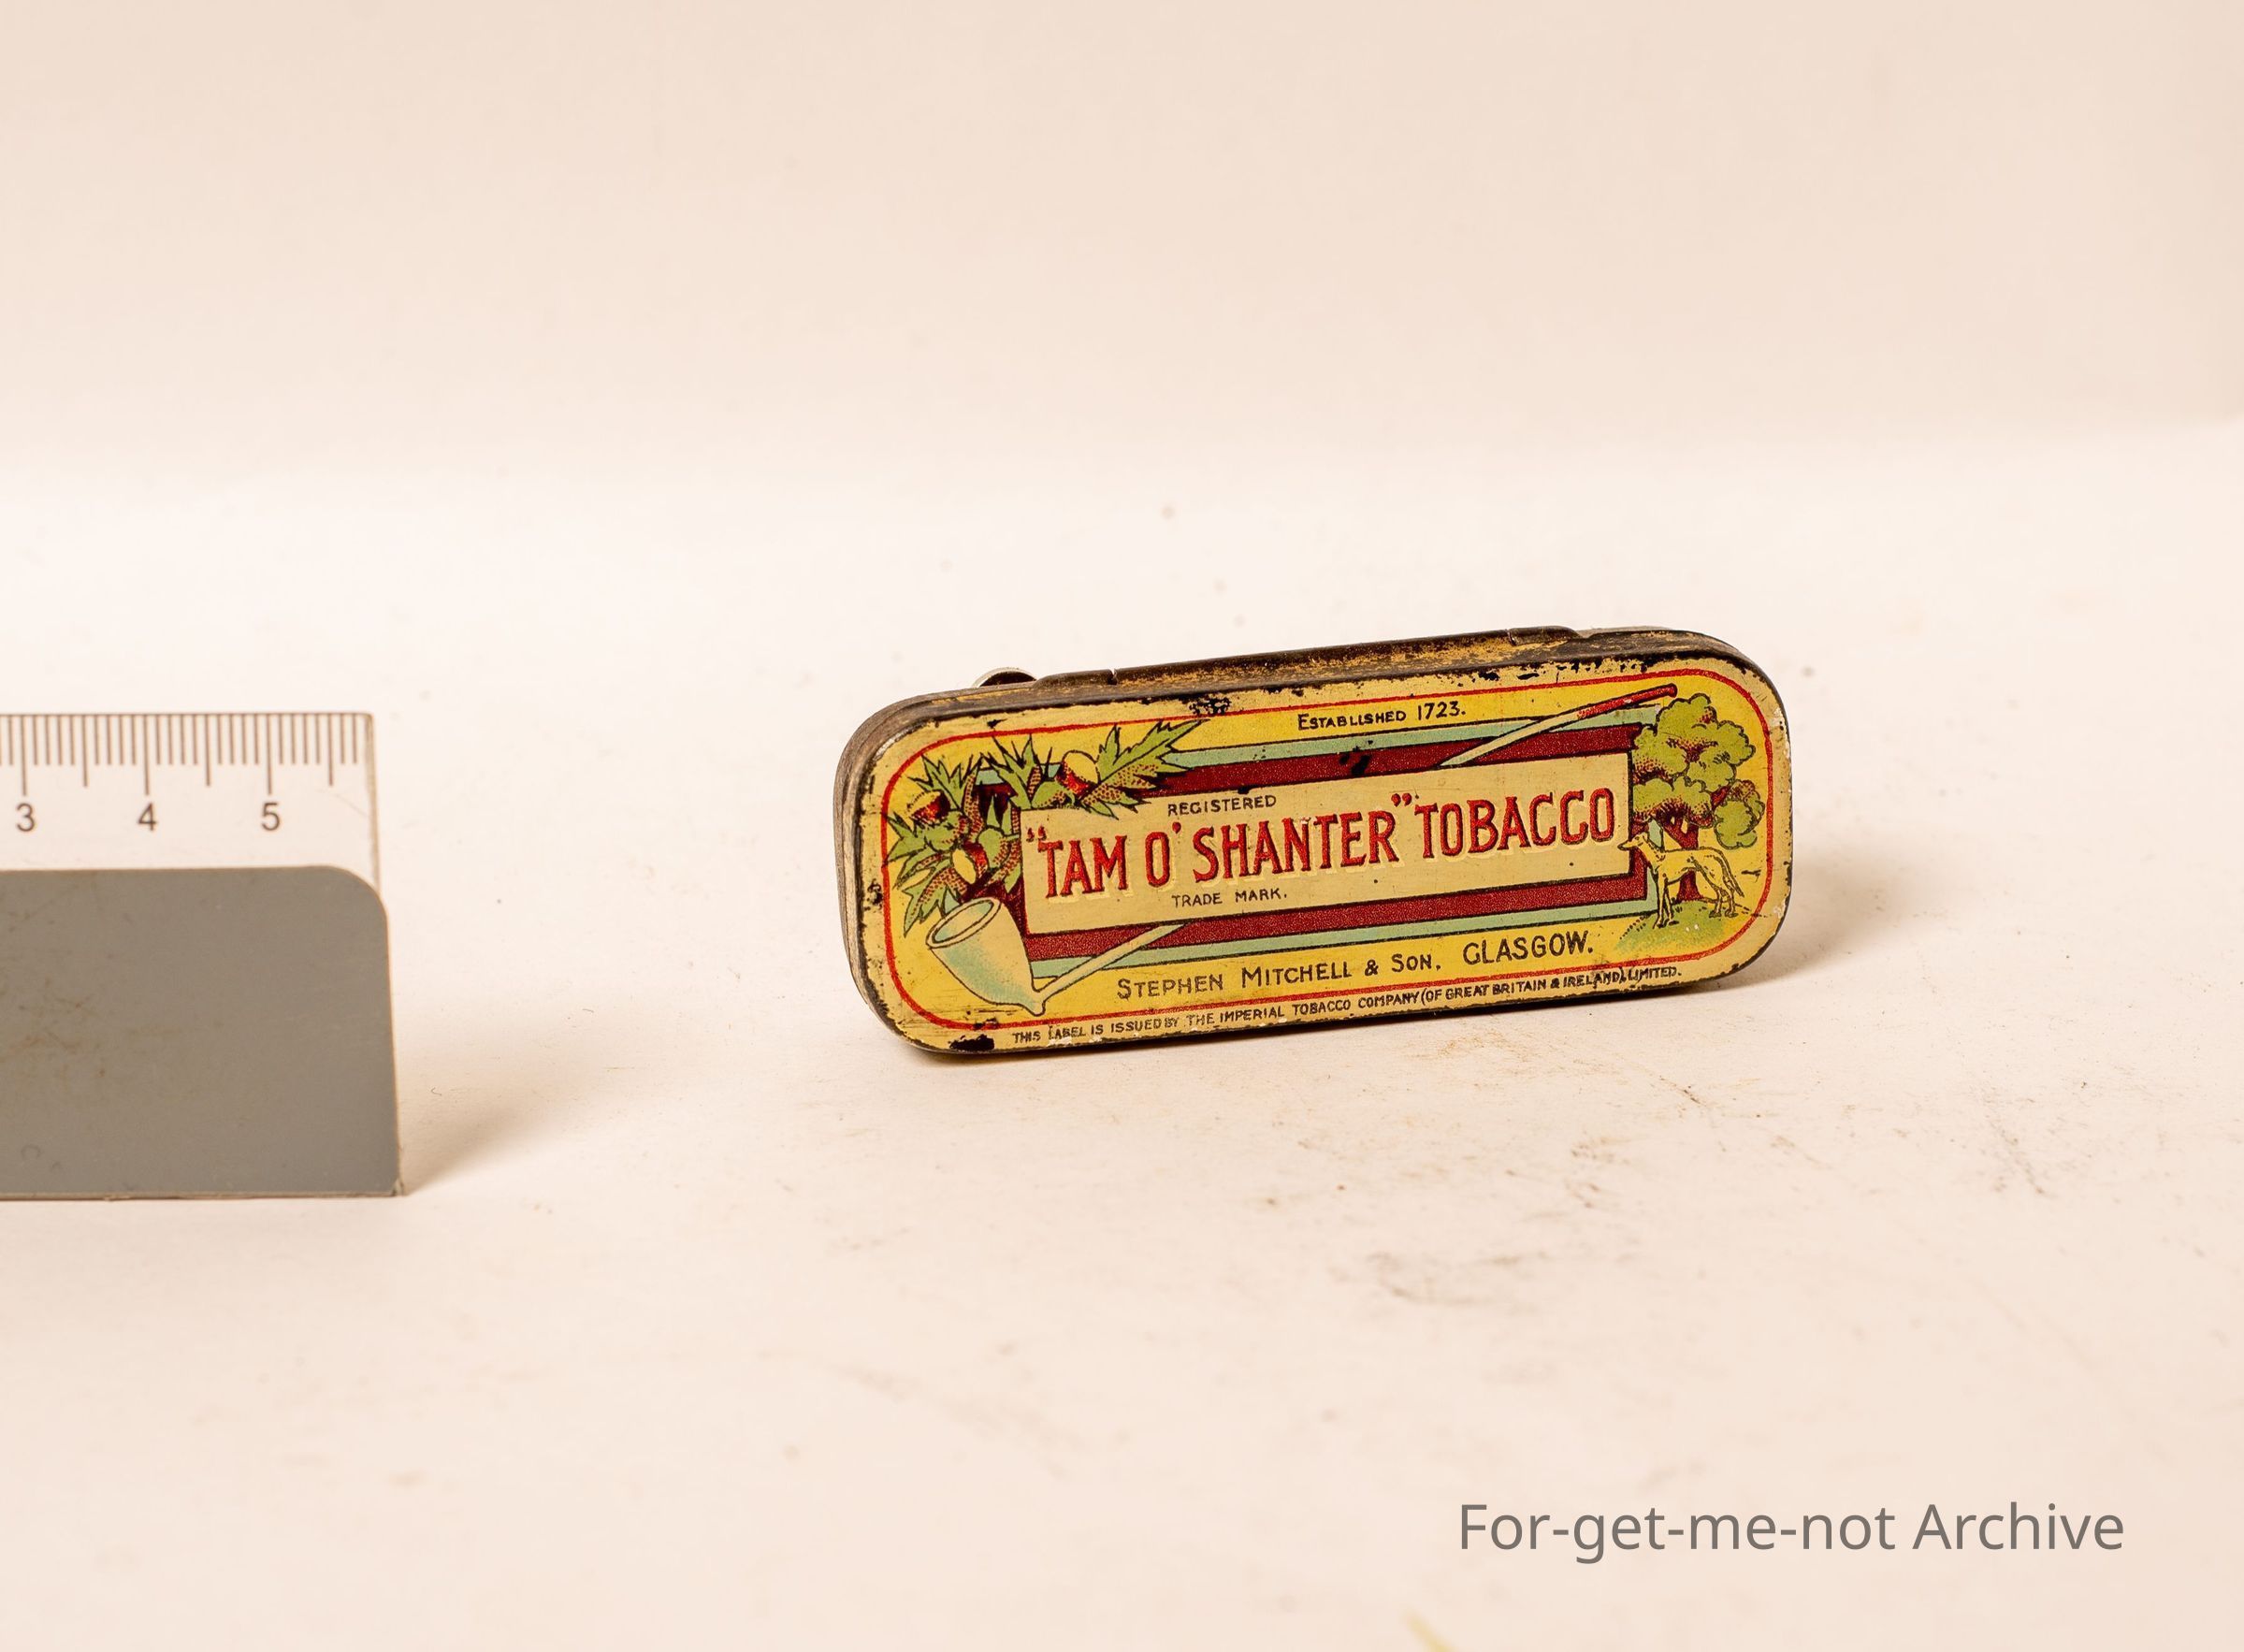 3 4 5
ESTABLISHED 1723.
REGISTERED
"TAM O' SHANTER" TOBACCO
TRADE MARK.
STEPHEN MITCHELL & SON, GLASGOW.
THIS LABEL IS ISSUED BY THE IMPERIAL TOBACCO COMPANY (OF GREAT BRITAIN & IRELAND), LIMITED.
For-get-me-not Archive